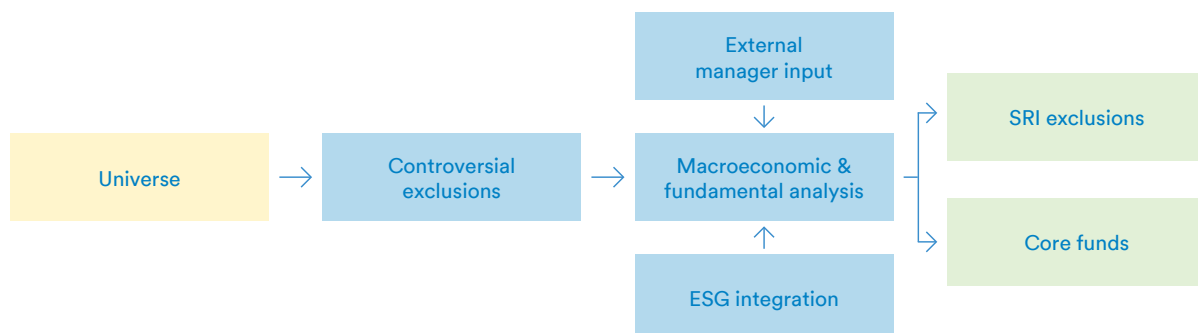 External
manager input
SRI exclusions
Universe
Controversial
exclusions
Macroeconomic &
fundamental analysis
Core funds
ESG integration